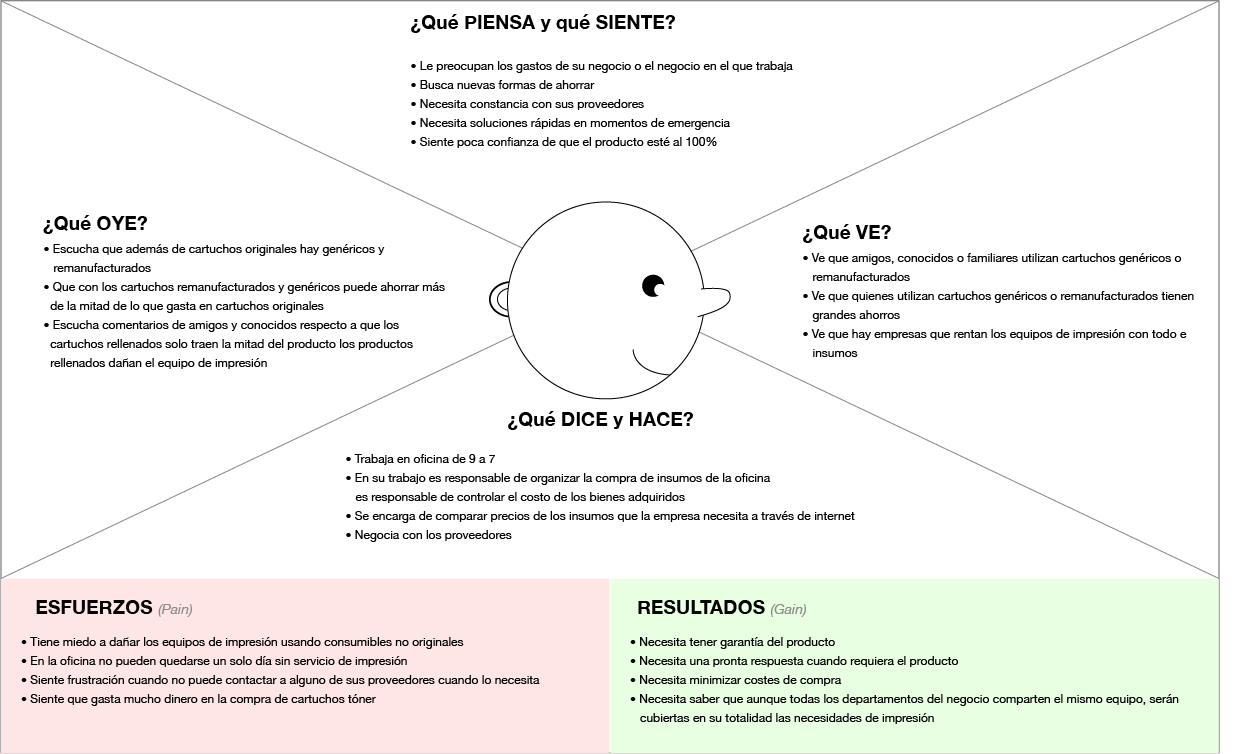 ¿Qué PIENSA y qué SIENTE?
• Le preocupan los gastos de su negocio o el negocio en el que trabaja
• Busca nuevas formas de ahorrar
• Necesita constancia con sus proveedores
• Necesita soluciones rápidas en momentos de emergencia
• Siente poca confianza de que el producto esté al 100%
¿Qué OYE?
• Escucha que además de cartuchos originales hay genéricos y
remanufacturados
• Que con los cartuchos remanufacturados y genéricos puede ahorrar más
de la mitad de lo que gasta en cartuchos originales
• Escucha comentarios de amigos y conocidos respecto a que los
cartuchos rellenados solo traen la mitad del producto los productos
rellenados dañan el equipo de impresión
¿Qué VE?
• Ve que amigos, conocidos o familiares utilizan cartuchos genéricos o
remanufacturados
• Ve que quienes utilizan cartuchos genéricos o remanufacturados tienen
grandes ahorros
• Ve que hay empresas que rentan los equipos de impresión con todo e
insumos
¿Qué DICE y HACE?
• Trabaja en oficina de 9 a 7
• En su trabajo es responsable de organizar la compra de insumos de la oficina
es responsable de controlar el costo de los bienes adquiridos
• Se encarga de comparar precios de los insumos que la empresa necesita a través de internet
• Negocia con los proveedores
ESFUERZOS (Pain)
• Tiene miedo a dañar los equipos de impresión usando consumibles no originales
• En la oficina no pueden quedarse un solo día sin servicio de impresión
• Siente frustración cuando no puede contactar a alguno de sus proveedores cuando lo necesita
• Siente que gasta mucho dinero en la compra de cartuchos tóner
RESULTADOS (Gain)
• Necesita tener garantía del producto
• Necesita una pronta respuesta cuando requiera el producto
• Necesita minimizar costes de compra
• Necesita saber que aunque todas los departamentos del negocio comparten el mismo equipo, serán
cubiertas en su totalidad las necesidades de impresión